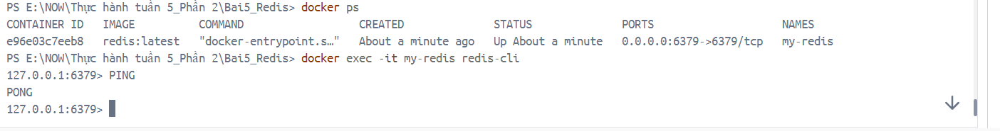 PS E:\NOW\Thực hành tuần 5_Phần 2\Bai5_Redis> docker ps
CONTAINER ID   IMAGE          COMMAND                  CREATED              STATUS              PORTS                    NAMES
e96e03c7eeb8   redis:latest   "docker-entrypoint.s…"   About a minute ago   Up About a minute   0.0.0.0:6379->6379/tcp   my-redis
PS E:\NOW\Thực hành tuần 5_Phần 2\Bai5_Redis> docker exec -it my-redis redis-cli
127.0.0.1:6379> PING
PONG
127.0.0.1:6379>